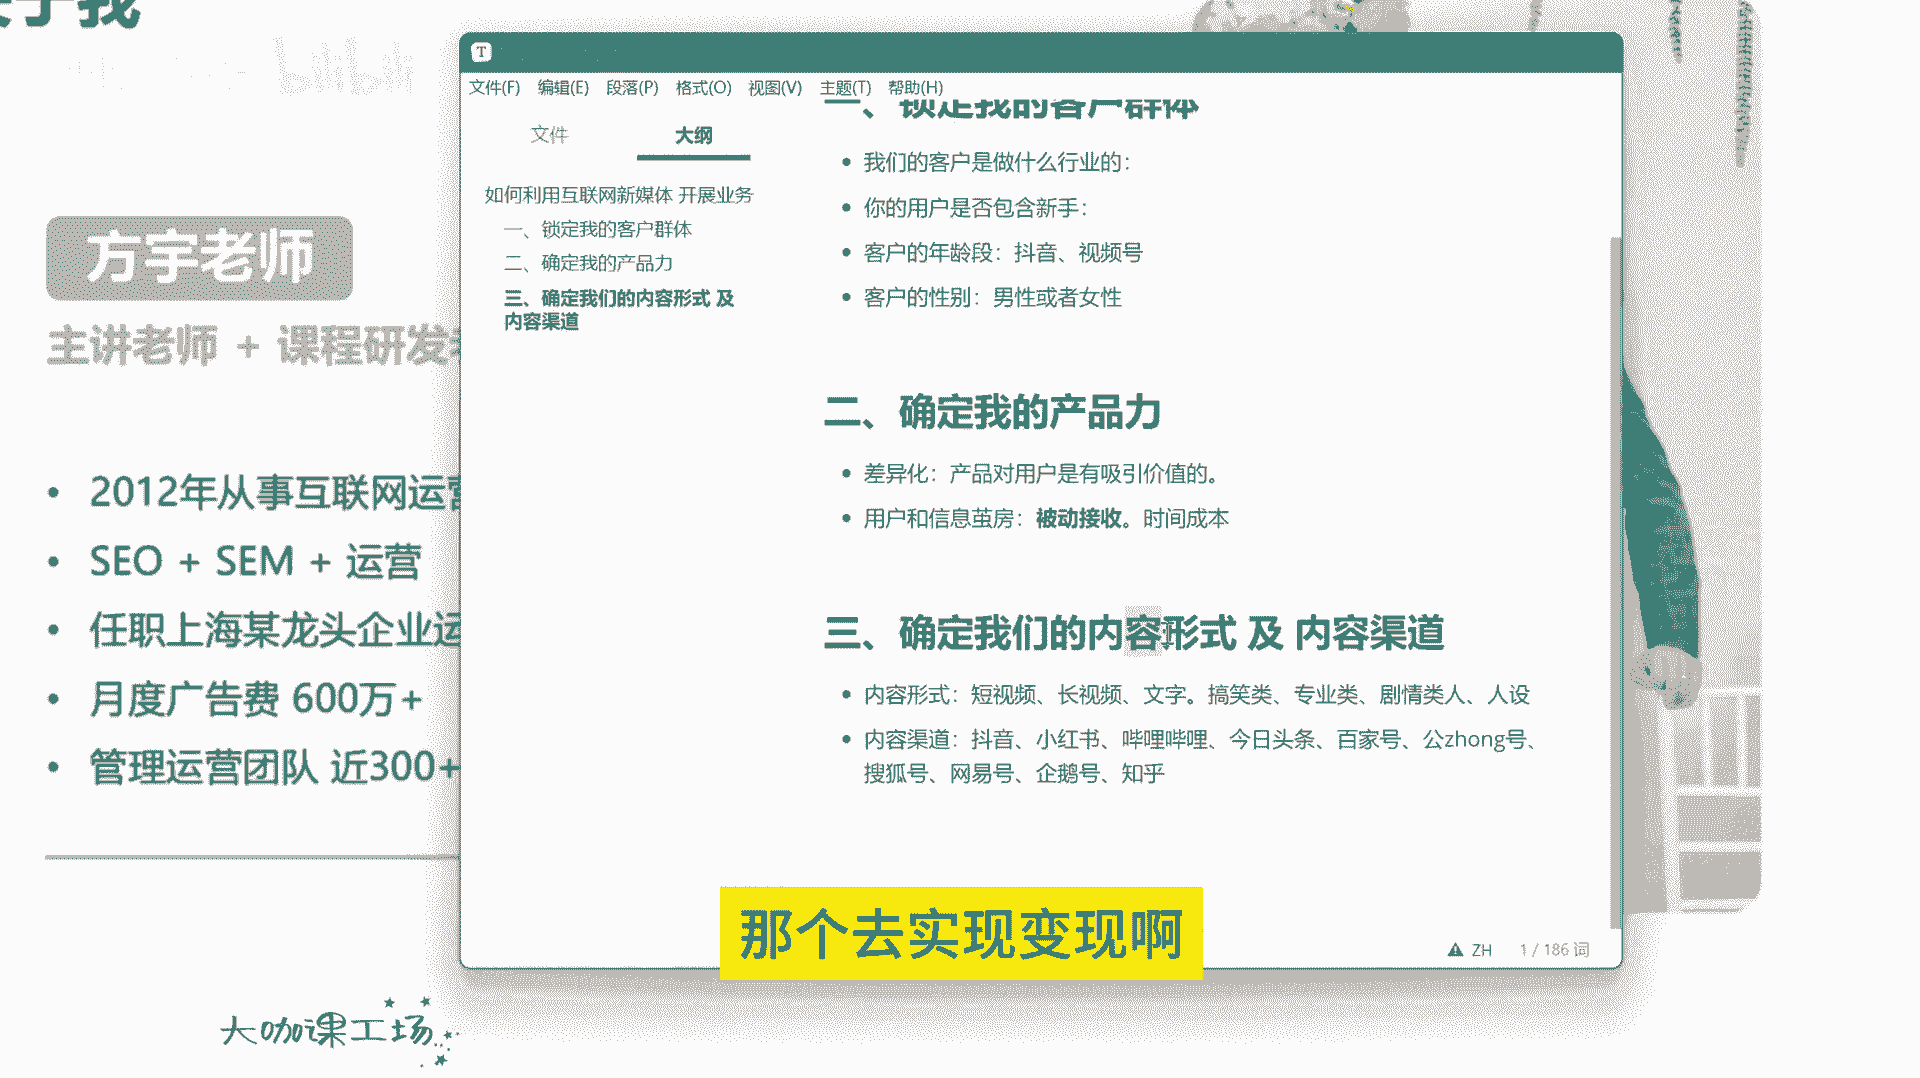 于我
bilibili
方宇老师
主讲老师 + 课程研发
2012年从事互联网运营
SEO + SEM + 运营
任职上海某龙头企业运
月度广告费 600万+
管理运营团队 近300+
大咖课工场
T
文件(F) 编辑(E) 段落(P) 格式(O) 视图(V) 主题(T) 帮助(H)
文件 大纲
如何利用互联网新媒体 开展业务
一、锁定我的客户群体
二、确定我的产品力
三、确定我们的内容形式 及
内容渠道
一、锁定我的客户群体
我们的客户是做什么行业的：
你的用户是否包含新手：
客户的年龄段：抖音、视频号
客户的性别：男性或者女性
二、确定我的产品力
差异化：产品对用户是有吸引价值的。
用户和信息茧房：被动接收。时间成本
三、确定我们的内容形式 及 内容渠道
内容形式：短视频、长视频、文字。搞笑类、专业类、剧情类人、人设
内容渠道：抖音、小红书、哔哩哔哩、今日头条、百家号、公zhong号、
搜狐号、网易号、企鹅号、知乎
ZH 1 / 186 词
那个去实现变现啊